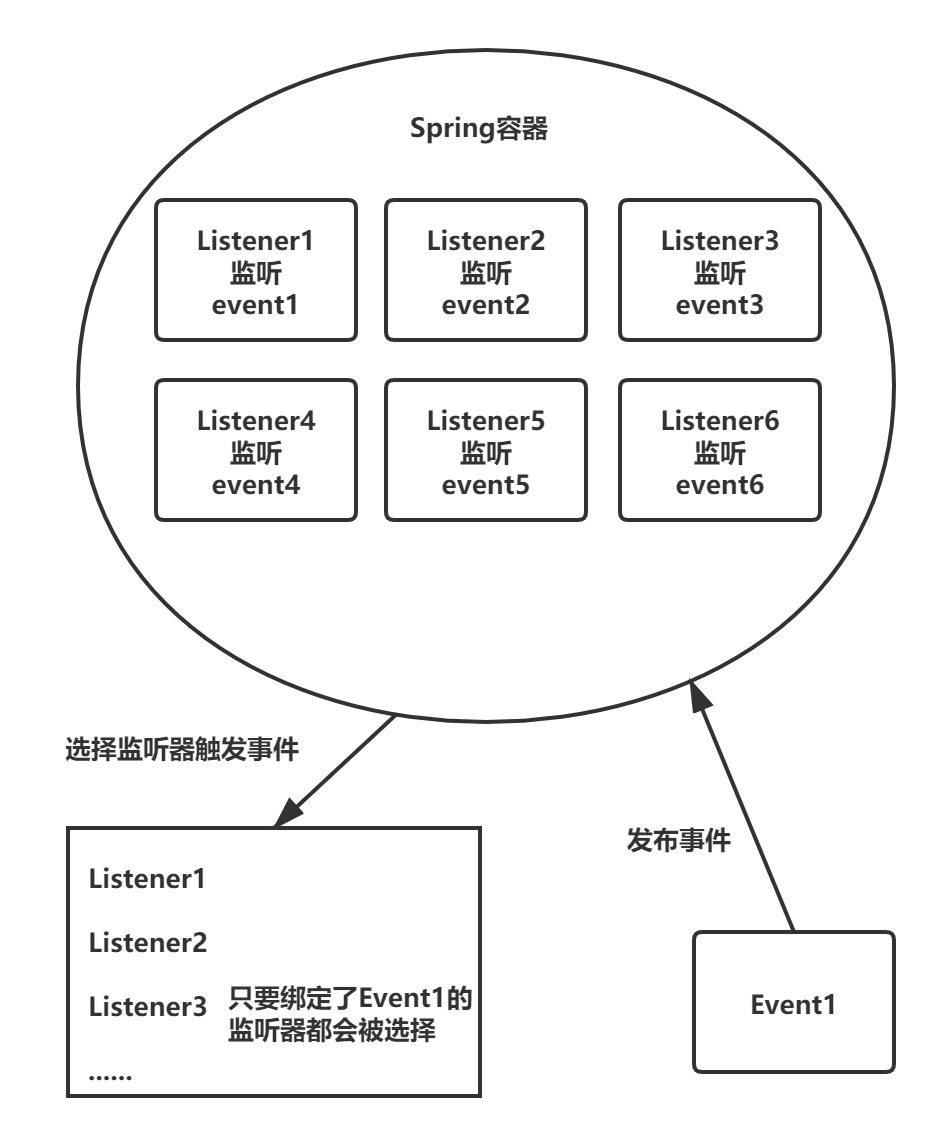 Spring容器
Listener1
监听
event1
Listener2
监听
event2
Listener3
监听
event3
Listener4
监听
event4
Listener5
监听
event5
Listener6
监听
event6
选择监听器触发事件
发布事件
Listener1
Listener2
Listener3
只要绑定了Event1的
监听器都会被选择
......
Event1